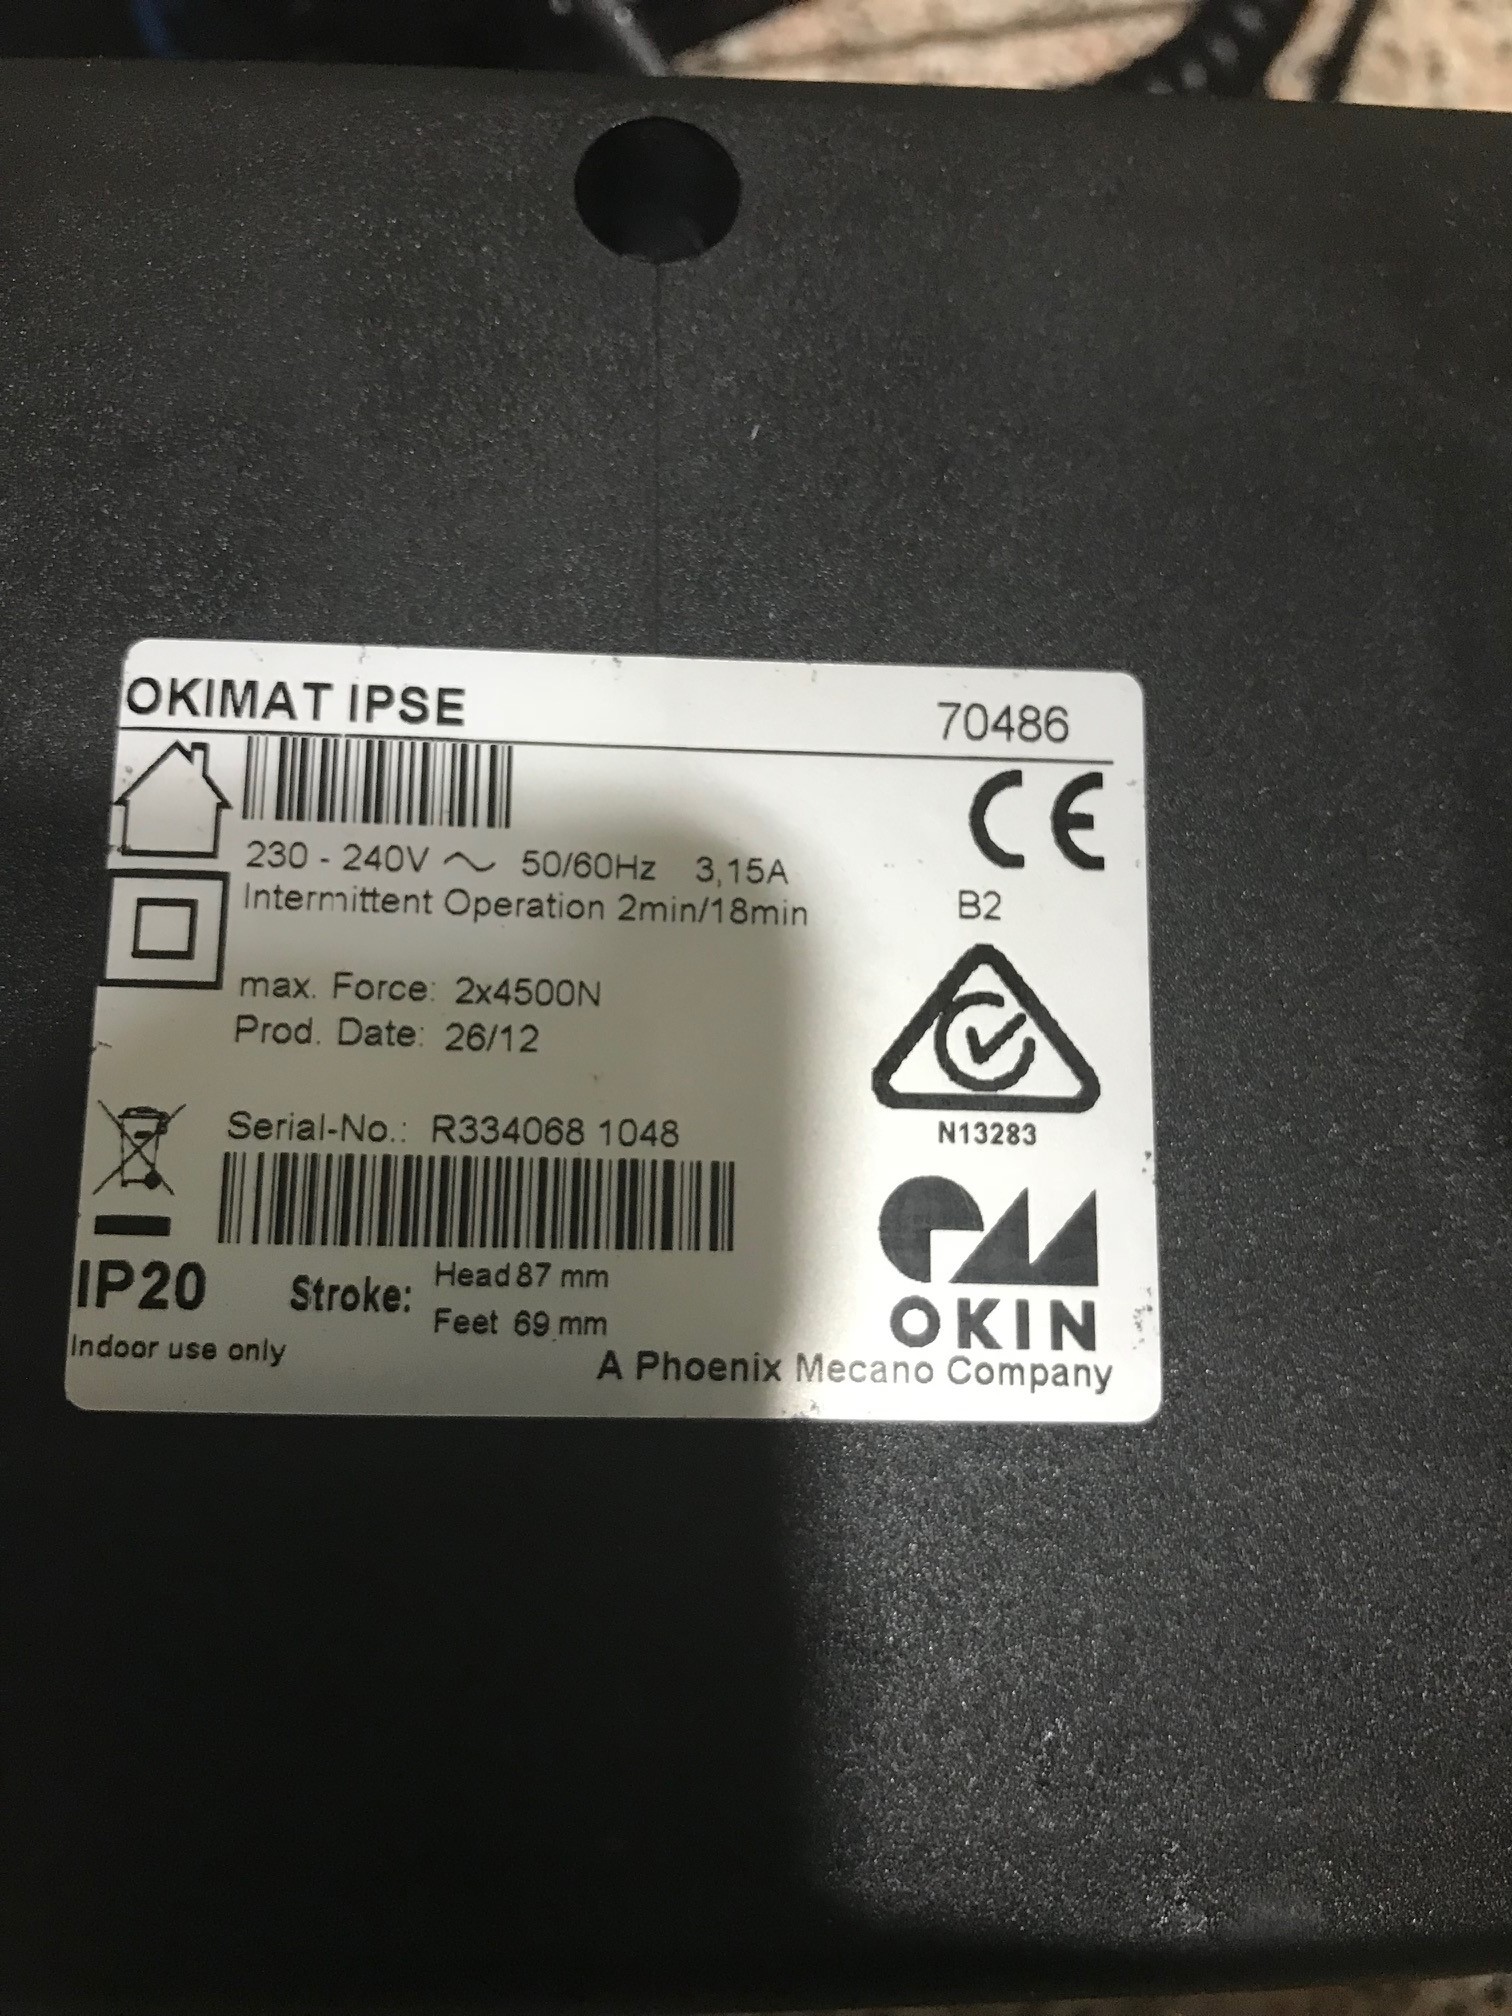 OKIMAT IPSE 70486
CE
230 - 240V ~ 50/60Hz 3,15A
Intermittent Operation 2min/18min
B2
max. Force: 2x4500N
Prod. Date: 26/12
Serial-No.: R334068 1048
N13283
IP20
Stroke: Head 87 mm
Feet 69 mm
OKIN
Indoor use only
A Phoenix Mecano Company